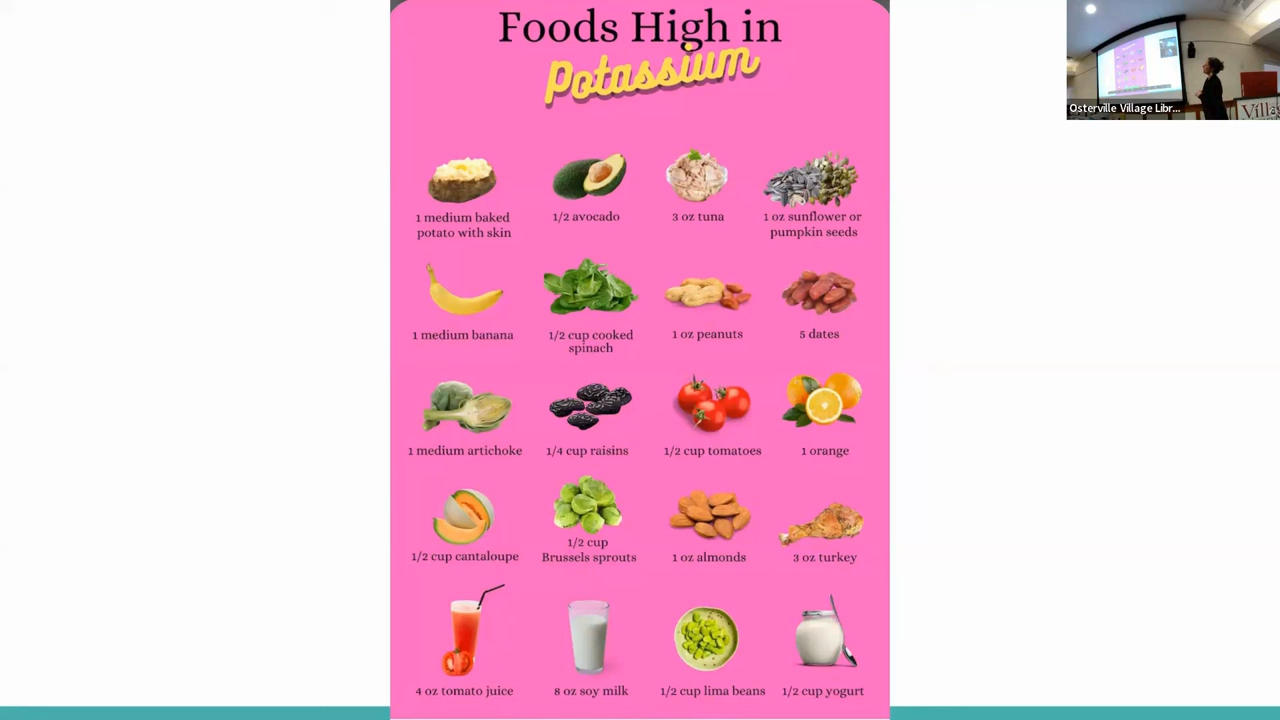 Foods High in
Potassium
Osterville Village Libr...
Villa
1 medium baked
potato with skin
1/2 avocado
3 oz tuna
1 oz sunflower or
pumpkin seeds
1 medium banana
1/2 cup cooked
spinach
1 oz peanuts
5 dates
1 medium artichoke
1/4 cup raisins
1/2 cup tomatoes
1 orange
1/2 cup cantaloupe
1/2 cup
Brussels sprouts
1 oz almonds
3 oz turkey
4 oz tomato juice
8 oz soy milk
1/2 cup lima beans
1/2 cup yogurt